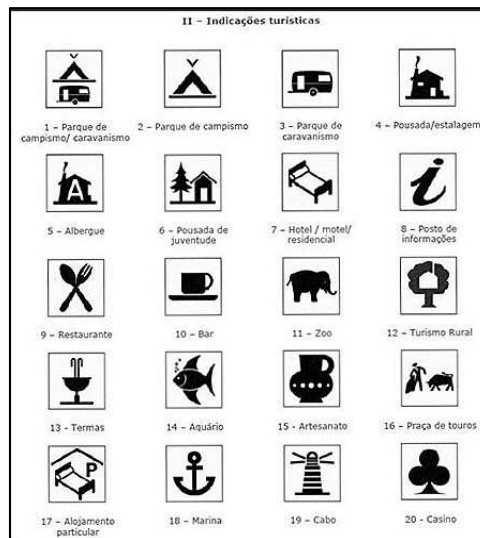 II – Indicações turísticas
1 – Parque de campismo/ caravanismo
2 – Parque de campismo
3 – Parque de caravanismo
4 – Pousada/estalagem
A
5 – Albergue
6 – Pousada de juventude
7 – Hotel / motel/ residencial
i
8 – Posto de informações
9 – Restaurante
10 – Bar
11 – Zoo
12 – Turismo Rural
13 - Termas
14 – Aquário
15 – Artesanato
16 – Praça de touros
P
17 – Alojamento particular
18 – Marina
19 – Cabo
20 - Casino